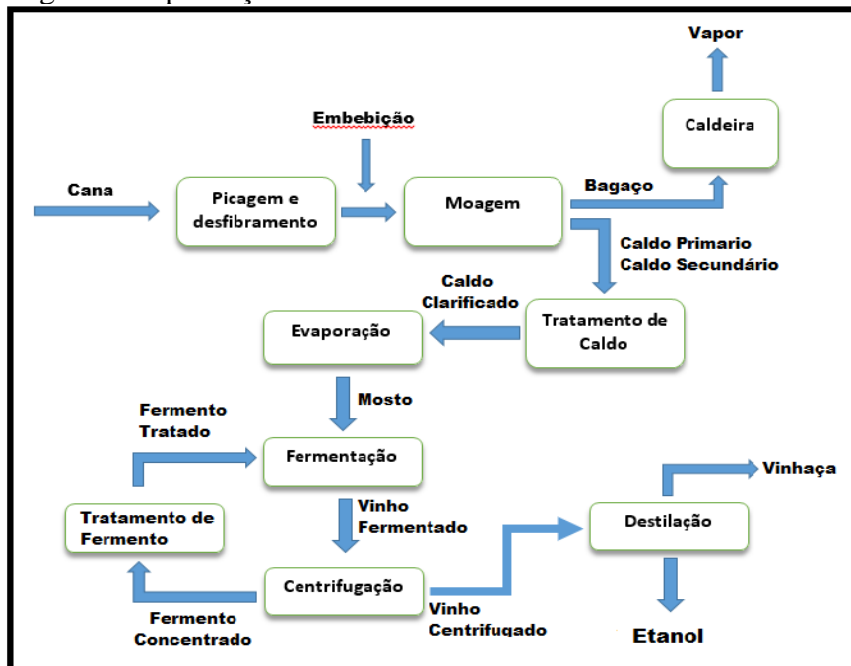 Vapor
Embebição
Caldeira
Cana
Picagem e
desfibramento
Moagem
Bagaço
Caldo Primario
Caldo Secundário
Caldo
Clarificado
Tratamento de
Caldo
Evaporação
Mosto
Fermento
Tratado
Fermentação
Vinhaça
Vinho
Fermentado
Tratamento de
Fermento
Destilação
Centrifugação
Fermento
Concentrado
Vinho
Centrifugado
Etanol